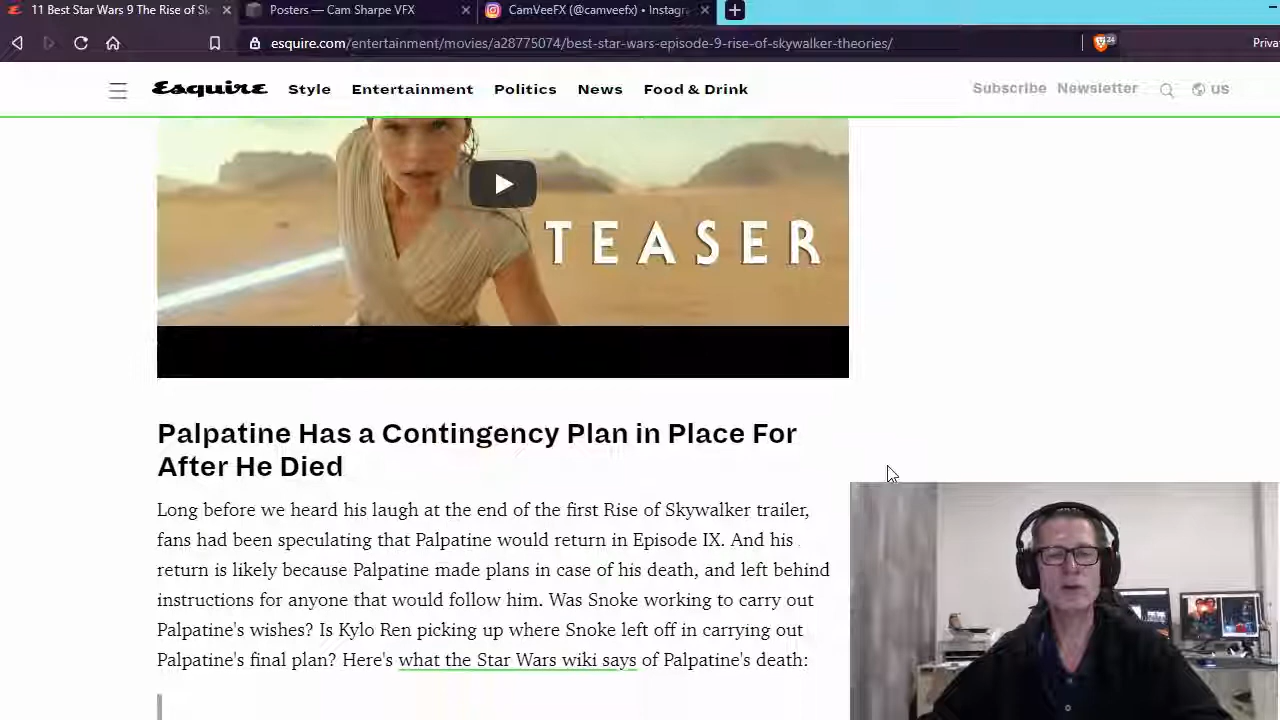 11 Best Star Wars 9 The Rise of Sk
Posters — Cam Sharpe VFX
CamVeeFX (@camveefx) • Instagr
esquire.com/entertainment/movies/a28775074/best-star-wars-episode-9-rise-of-skywalker-theories/
24
Priva
Esquire
Style
Entertainment
Politics
News
Food & Drink
Subscribe
Newsletter
US
TEASER
Palpatine Has a Contingency Plan in Place For
After He Died
Long before we heard his laugh at the end of the first Rise of Skywalker trailer,
fans had been speculating that Palpatine would return in Episode IX. And his
return is likely because Palpatine made plans in case of his death, and left behind
instructions for anyone that would follow him. Was Snoke working to carry out
Palpatine's wishes? Is Kylo Ren picking up where Snoke left off in carrying out
Palpatine's final plan? Here's what the Star Wars wiki says of Palpatine's death: